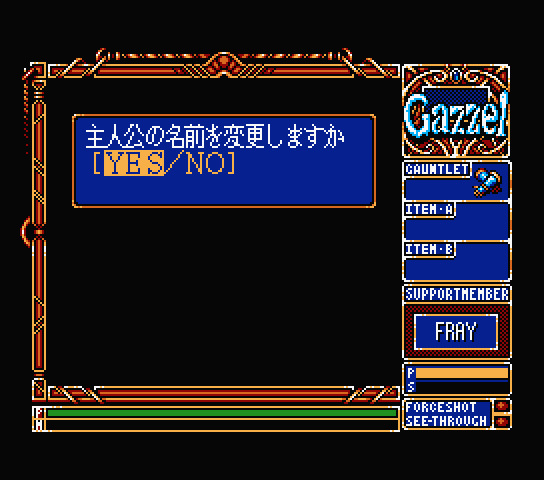 主人公の名前を変更しますか
[YES/NO]
Gazzel
GAUNTLET
ITEM·A
ITEM·B
SUPPORTMEMBER
FRAY
P
S
FORCESHOT
SEE-THROUGH
P
M